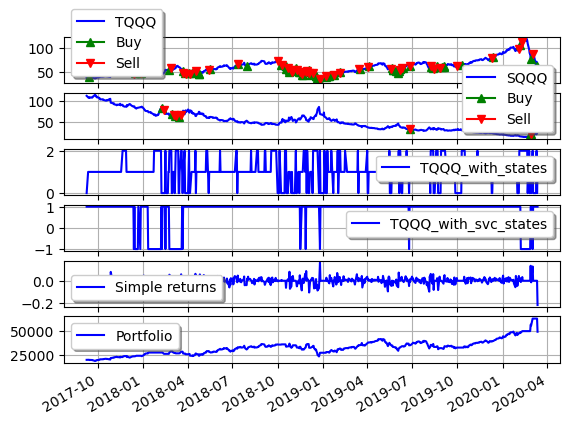 TQQQ
Buy
Sell
100
50
SQQQ
Buy
Sell
100
50
2
0
TQQQ_with_states
1
−1
TQQQ_with_svc_states
0.0
−0.2
Simple returns
50000
25000
Portfolio
2017-10
2018-01
2018-04
2018-07
2018-10
2019-01
2019-04
2019-07
2019-10
2020-01
2020-04